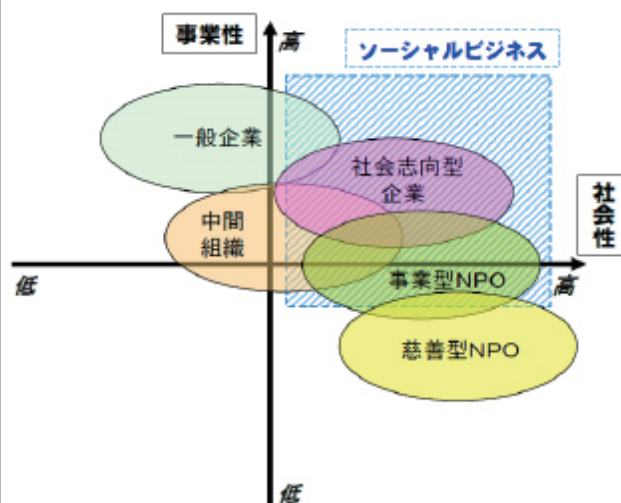 事業性
高
ソーシャルビジネス
一般企業
社会志向型
企業
社会性
中間
組織
低
高
事業型NPO
慈善型NPO
低